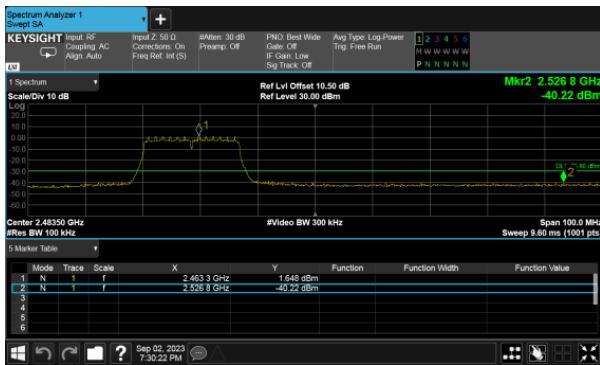 Spectrum Analyzer 1
Swept SA
+
KEYSIGHT Input: RF Input Z: 50 Ω #Atten: 30 dB PNO: Best Wide Avg Type: Log-Power 1 2 3 4 5 6
Coupling: AC Corrections: On Preamp: Off Gate: Off Trig: Free Run M W W W W W
Align: Auto Freq Ref: Int (S) IF Gain: Low P N N N N N
Sig Track: Off
LXI
1 Spectrum Ref Lvl Offset 10.50 dB Mkr2 2.526 8 GHz
Scale/Div 10 dB Ref Level 30.00 dBm -40.22 dBm
Log
20.0
10.0
0.00
-10.0
-20.0
-30.0
-40.0
-50.0
-60.0
1
2
Center 2.48350 GHz #Video BW 300 kHz Span 100.0 MHz
#Res BW 100 kHz Sweep 9.60 ms (1001 pts)
5 Marker Table
Mode Trace Scale X Y Function Function Width Function Value
1 N 1 f 2.463 3 GHz 1.648 dBm
2 N 1 f 2.526 8 GHz -40.22 dBm
3
4
5
6
? Sep 02, 2023
7:30:22 PM